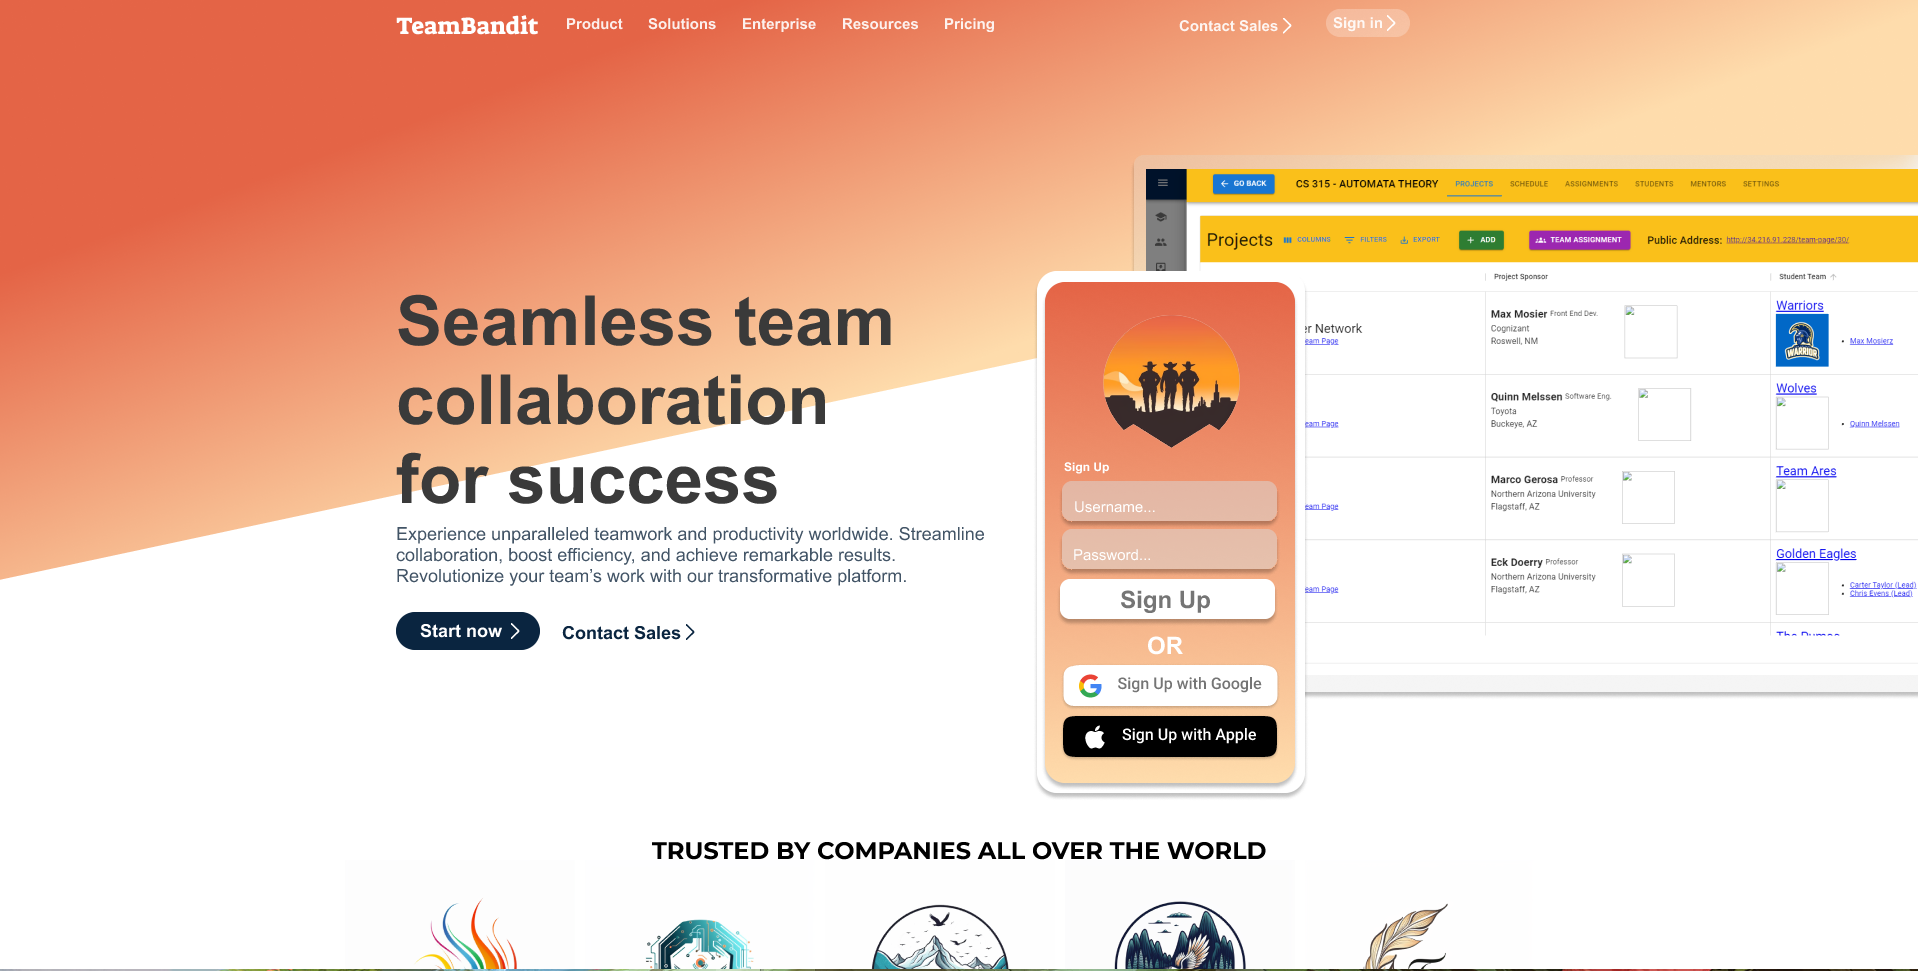 TeamBandit
Product
Solutions
Enterprise
Resources
Pricing
Contact Sales
Sign in
GO BACK
CS 315 - AUTOMATA THEORY
PROJECTS
SCHEDULE
ASSIGNMENTS
STUDENTS
MENTORS
SETTINGS
Projects
COLUMNS
FILTERS
EXPORT
ADD
TEAM ASSIGNMENT
Public Address: http://34.216.91.228/team-page/30/
Project Sponsor
Student Team
Seamless team
collaboration
for success
Experience unparalleled teamwork and productivity worldwide. Streamline
collaboration, boost efficiency, and achieve remarkable results.
Revolutionize your team's work with our transformative platform.
Start now
Contact Sales
Sign Up
Username...
Password...
Sign Up
OR
Sign Up with Google
Sign Up with Apple
er Network
eam Page
Max Mosier Front End Dev.
Cognizant
Roswell, NM
Warriors
WARRIOR
Max Mosierz
eam Page
Quinn Melssen Software Eng.
Toyota
Buckeye, AZ
Wolves
Quinn Melssen
eam Page
Marco Gerosa Professor
Northern Arizona University
Flagstaff, AZ
Team Ares
eam Page
Eck Doerry Professor
Northern Arizona University
Flagstaff, AZ
Golden Eagles
Carter Taylor (Lead)
Chris Evens (Lead)
TRUSTED BY COMPANIES ALL OVER THE WORLD